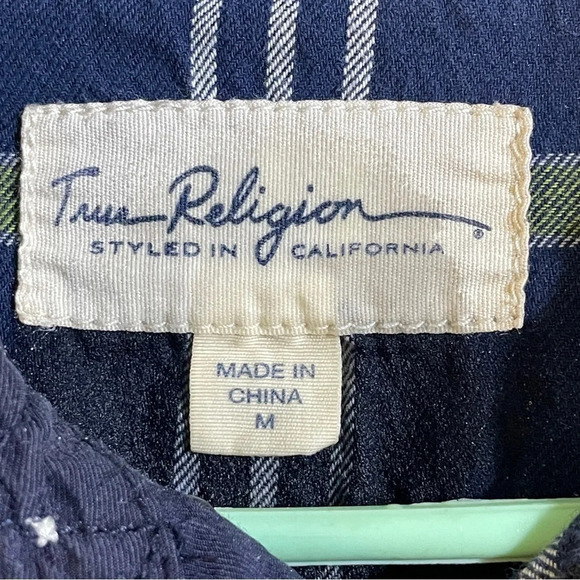 True Religion®
STYLED IN CALIFORNIA
MADE IN
CHINA
M